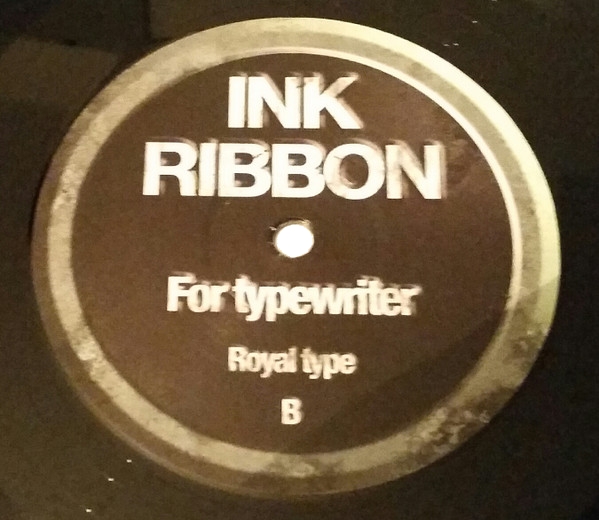 INK
RIBBON
For typewriter
Royal type
B